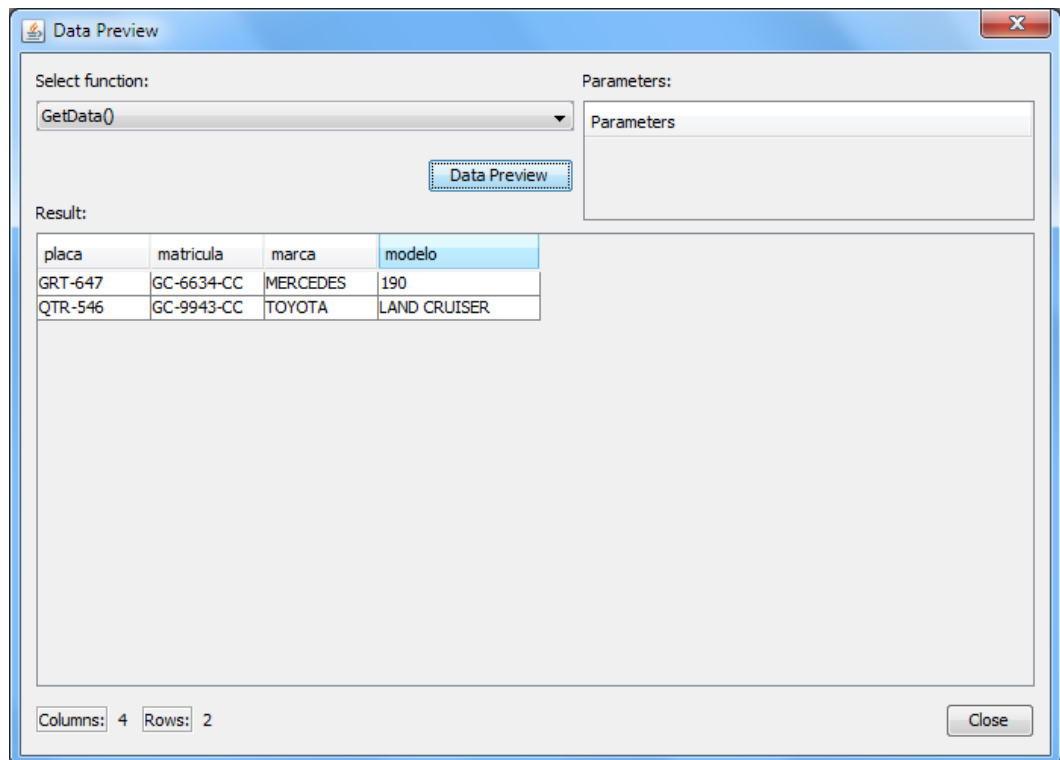 Data Preview
Select function:
Parameters:
GetData()
Parameters
Data Preview
Result:
placa matricula marca modelo
GRT-647 GC-6634-CC MERCEDES 190
QTR-546 GC-9943-CC TOYOTA LAND CRUISER
Columns: 4 Rows: 2
Close